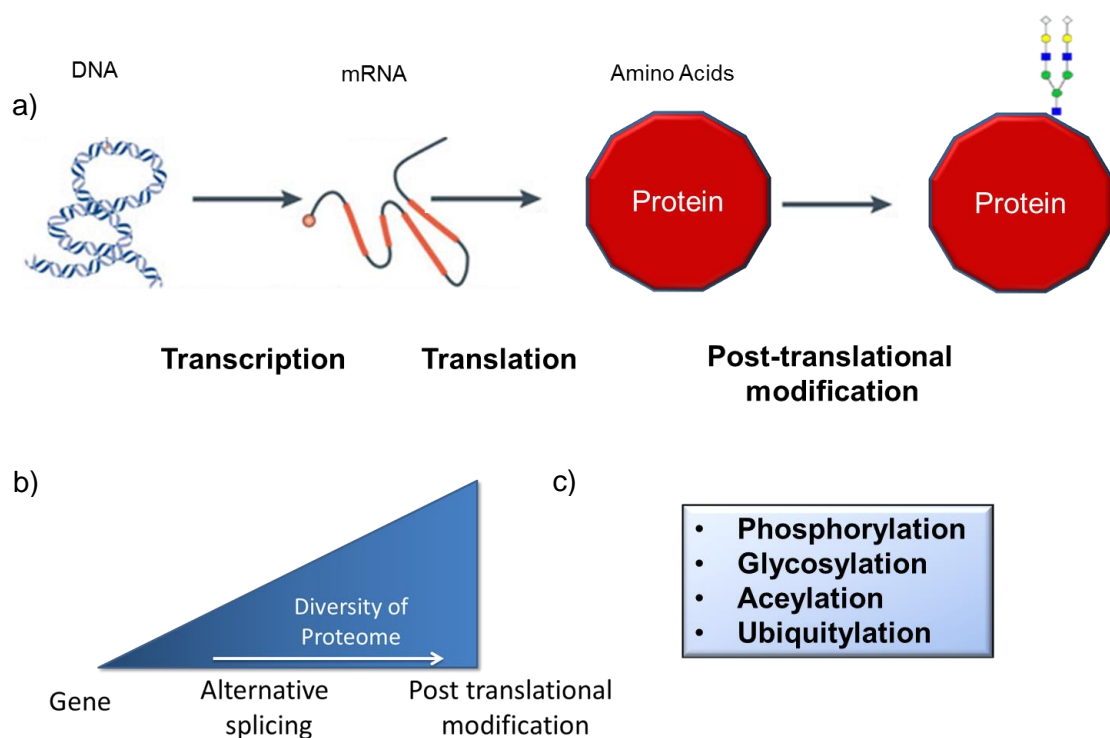 DNA
mRNA
Amino Acids
a)
Protein
Protein
Transcription
Translation
Post-translational
modification
b)
Diversity of
Proteome
Gene
Alternative
splicing
Post translational
modification
c)
• Phosphorylation
• Glycosylation
• Aceylation
• Ubiquitylation